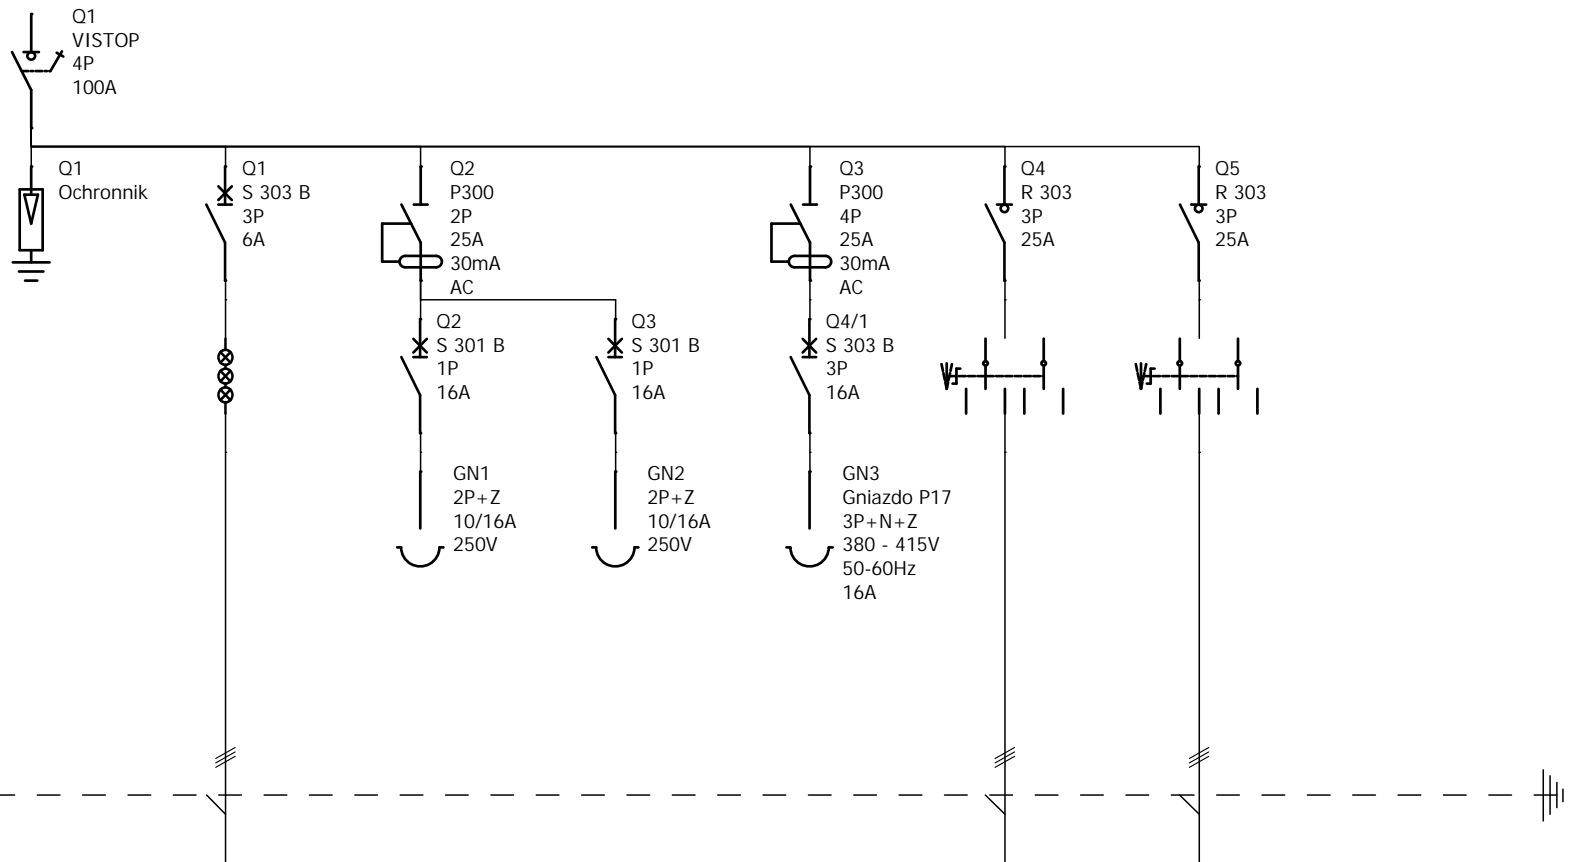 Q1
VISTOP
4P
100A
Q1
Ochronnik
Q1
S 303 B
3P
6A
Q2
P300
2P
25A
30mA
AC
Q3
P300
4P
25A
30mA
AC
Q4
R 303
3P
25A
Q5
R 303
3P
25A
Q2
S 301 B
1P
16A
Q3
S 301 B
1P
16A
Q4/1
S 303 B
3P
16A
GN1
2P+Z
10/16A
250V
GN2
2P+Z
10/16A
250V
GN3
Gniazdo P17
3P+N+Z
380 - 415V
50-60Hz
16A